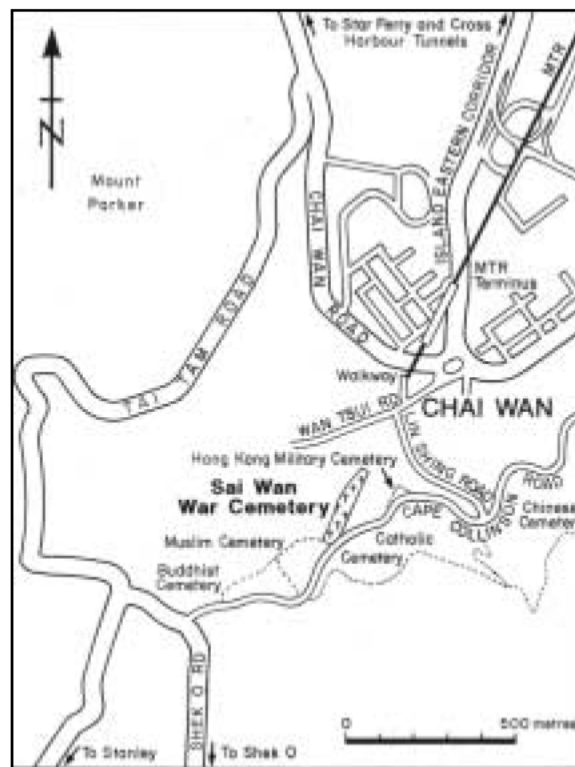 To Star Ferry and Cross
Harbour Tunnels
N
Mount
Parker
MTR
ISLAND EASTERN CORRIDOR
CHAI WAN
ROAD
TAI TAM ROAD
MTR
Terminus
Walkway
CHAI WAN
WAN TSUI RD
LIN SHING ROAD
Hong Kong Military Cemetery
Sai Wan
War Cemetery
CAPE COLLINSON ROAD
Chinese
Cemetery
Muslim Cemetery
Catholic
Cemetery
Buddhist
Cemetery
SHEK O RD
0 500 metres
To Stanley
To Shek O